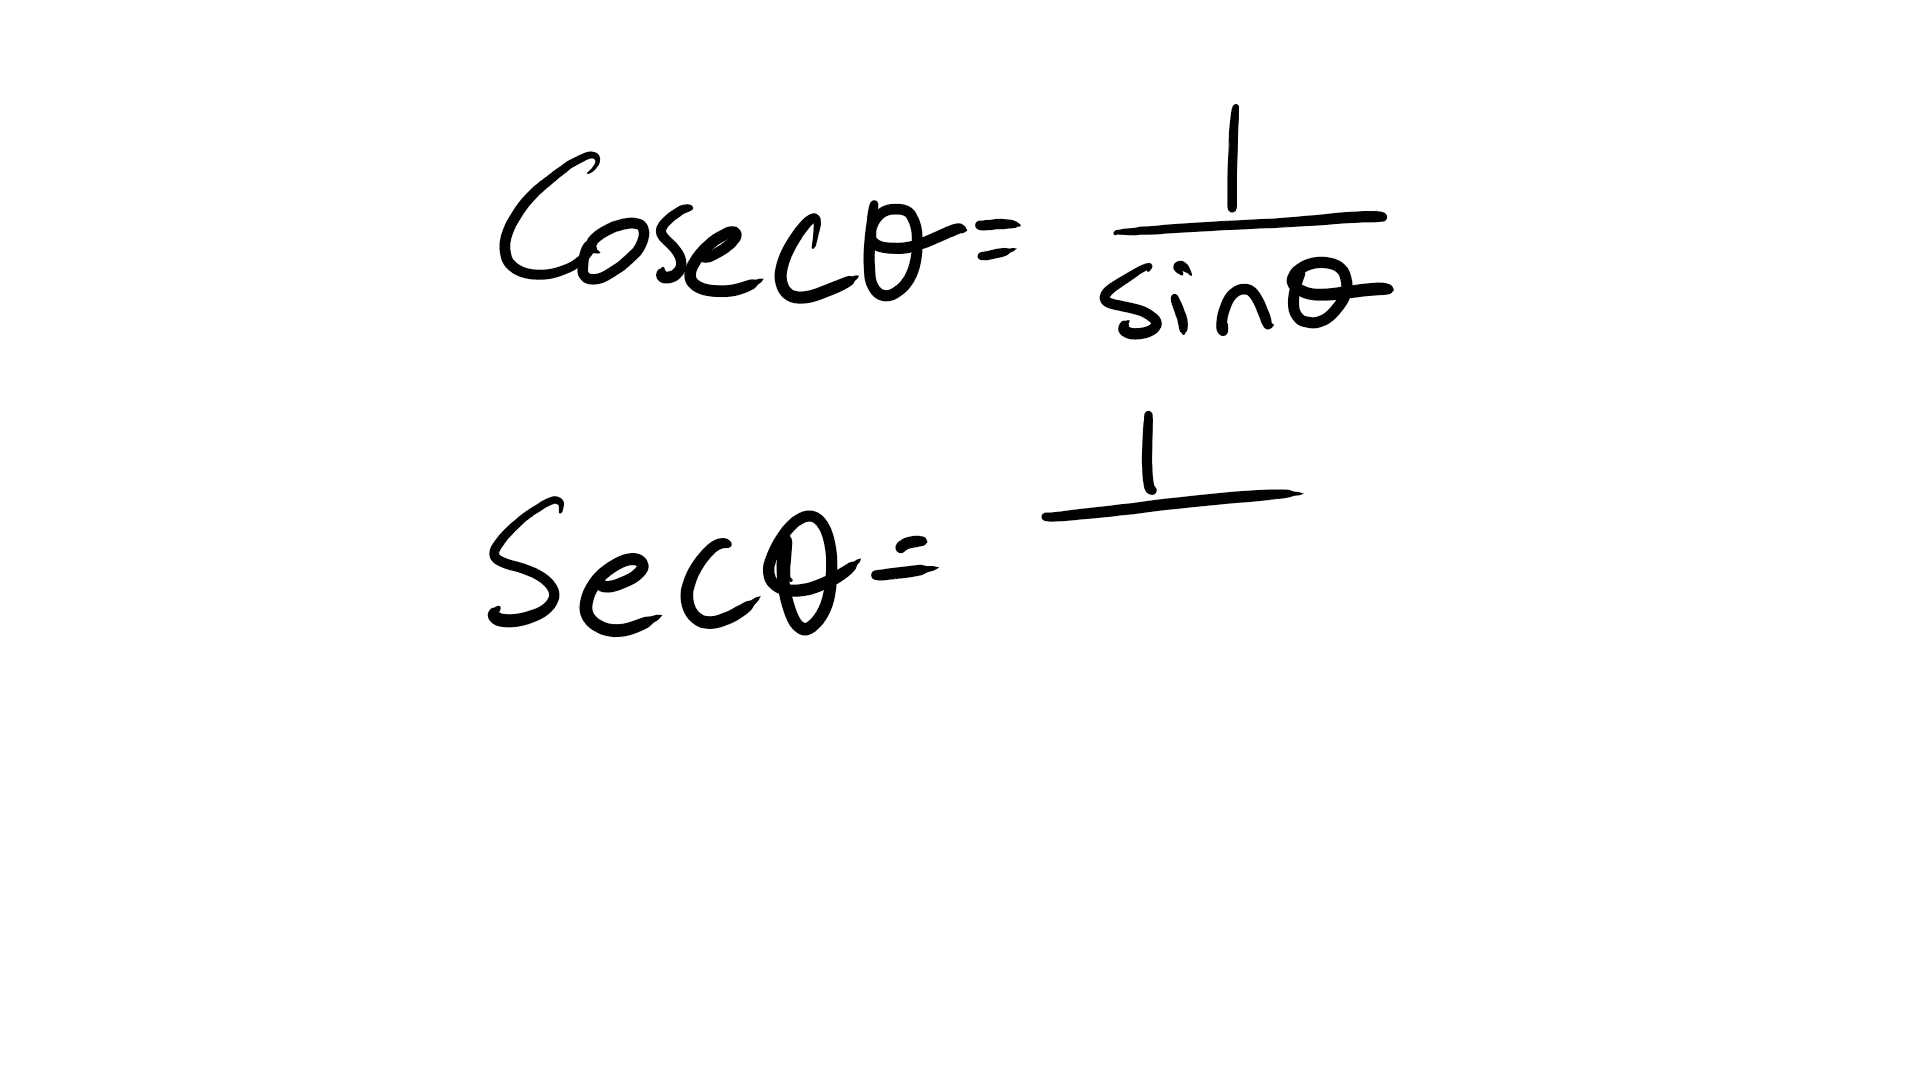 Cosecθ = 1/sinθ
Secθ = 1/